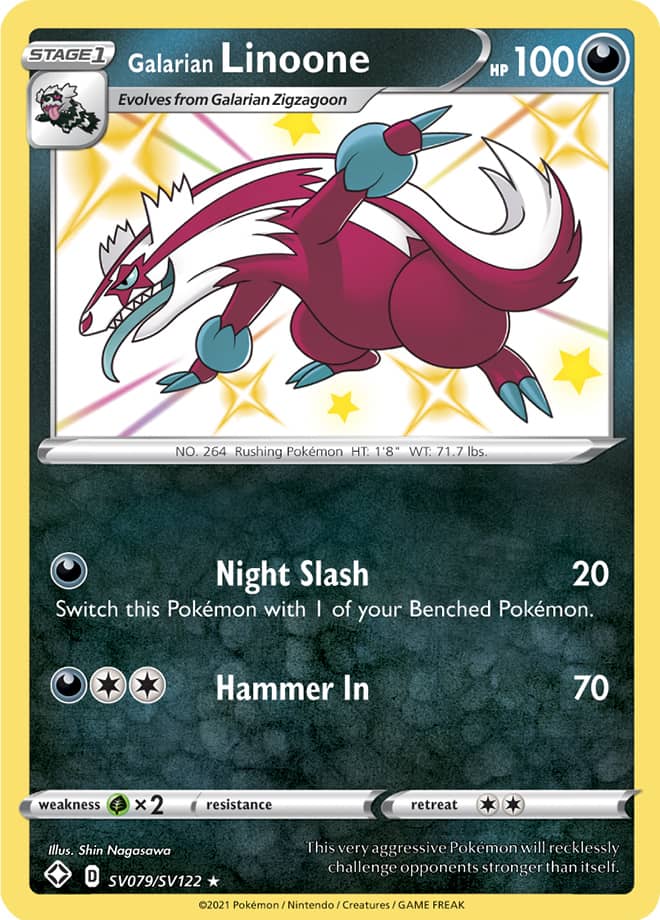 STAGE 1
Galarian Linoone
HP 100
Evolves from Galarian Zigzagoon
NO. 264 Rushing Pokémon HT: 1'8" WT: 71.7 lbs.
Night Slash 20
Switch this Pokémon with 1 of your Benched Pokémon.
Hammer In 70
weakness ×2 resistance retreat
Illus. Shin Nagasawa
This very aggressive Pokémon will recklessly
challenge opponents stronger than itself.
D SV079/SV122 ★
©2021 Pokémon / Nintendo / Creatures / GAME FREAK